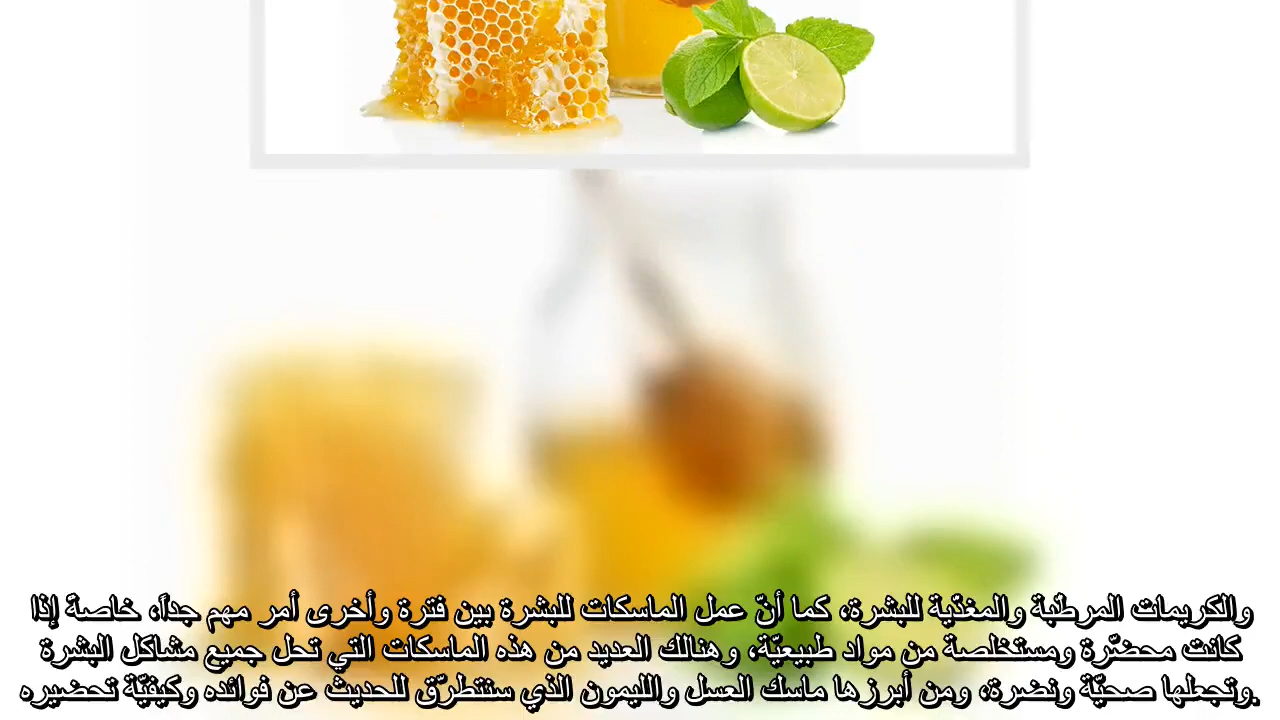 والكريمات المرطّبة والمغذّية للبشرة، كما أنّ عمل الماسكات للبشرة بين فترة وأخرى أمر مهم جداً، خاصة إذا
كانت محضّرة ومستخلصة من مواد طبيعيّة، وهنالك العديد من هذه الماسكات التي تحل جميع مشاكل البشرة
وتجعلها صحيّة ونضرة، ومن أبرزها ماسك العسل والليمون الذي سنتطرّق للحديث عن فوائده وكيفيّة تحضيره.